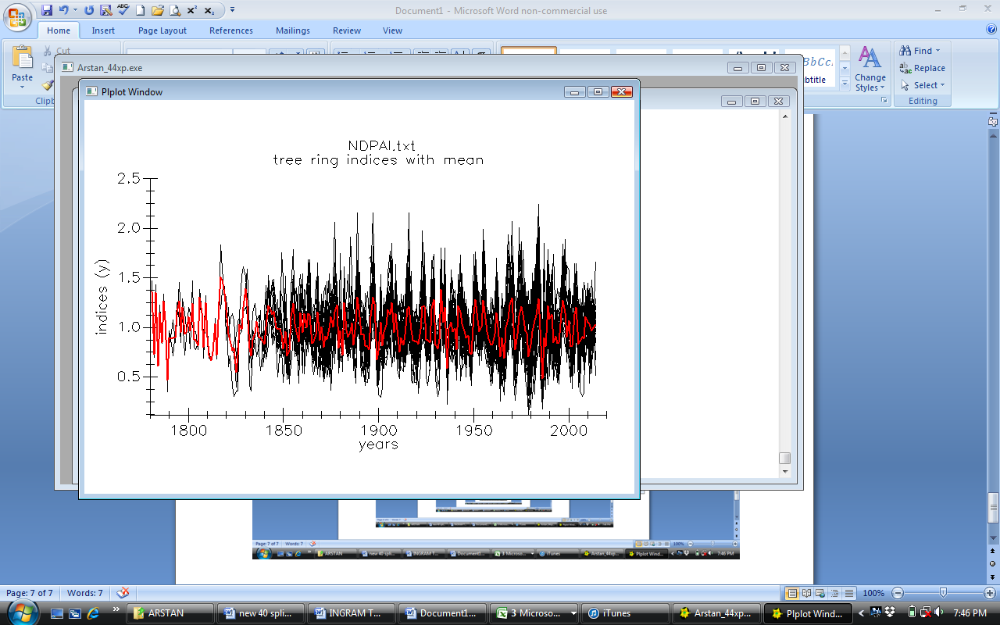 Document1 - Microsoft Word non-commercial use
Home Insert Page Layout References Mailings Review View
Cut
Find
Paste
Replace
Change
Styles
Select
Editing
Arstan_44xp.exe
Plplot Window
NDPAI.txt
tree ring indices with mean
2.5
2.0
1.5
1.0
0.5
indices (y)
1800 1850 1900 1950 2000
years
Page: 7 of 7 Words: 7
100%
ARSTAN
new 40 spli...
INGRAM T...
Document1...
3 Microso...
iTunes
Arstan_44xp...
Plplot Wind...
7:46 PM